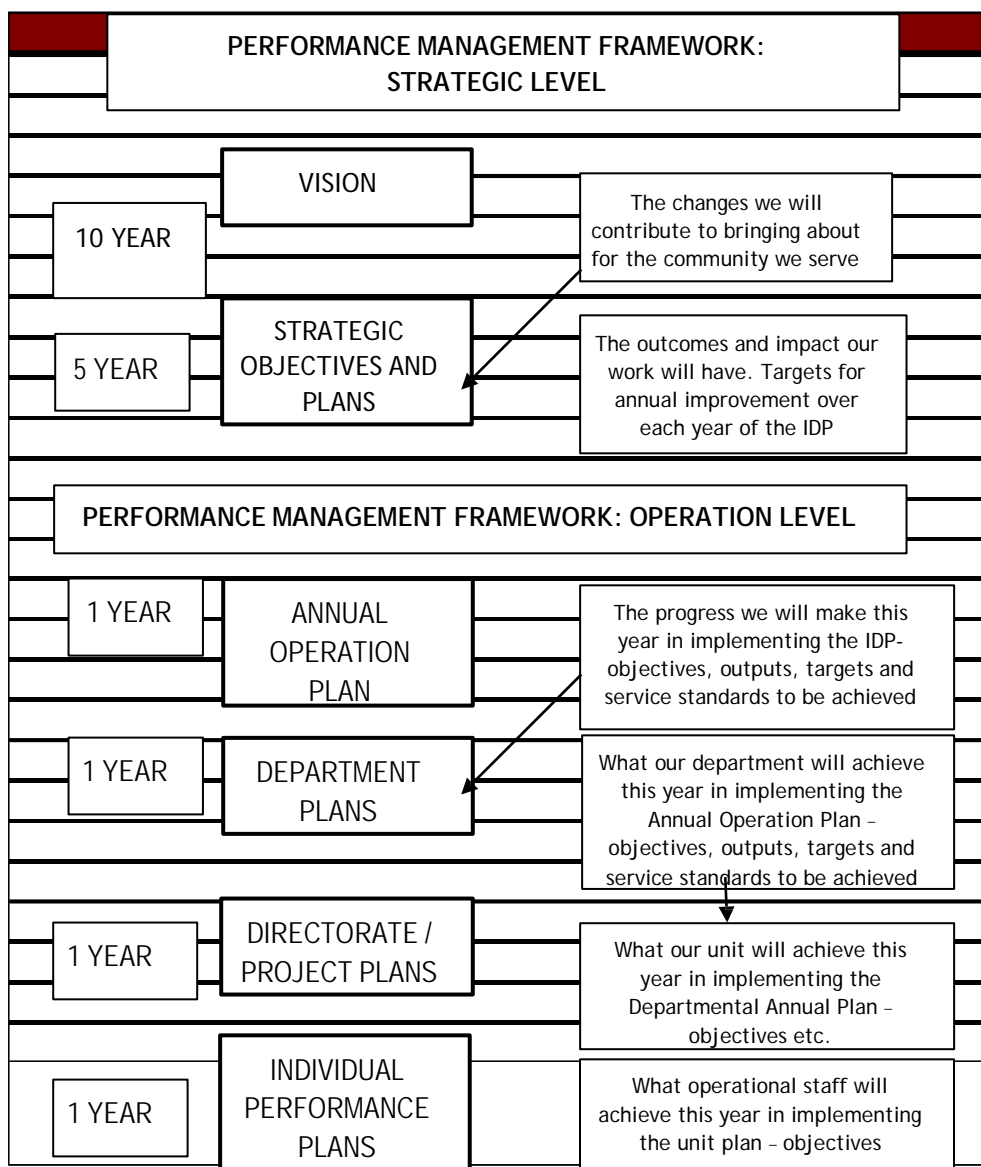 PERFORMANCE MANAGEMENT FRAMEWORK:
STRATEGIC LEVEL
VISION
10 YEAR
The changes we will
contribute to bringing about
for the community we serve
STRATEGIC
OBJECTIVES AND
PLANS
5 YEAR
The outcomes and impact our
work will have. Targets for
annual improvement over
each year of the IDP
PERFORMANCE MANAGEMENT FRAMEWORK: OPERATION LEVEL
1 YEAR
ANNUAL
OPERATION
PLAN
The progress we will make this
year in implementing the IDP-
objectives, outputs, targets and
service standards to be achieved
1 YEAR
DEPARTMENT
PLANS
What our department will achieve
this year in implementing the
Annual Operation Plan –
objectives, outputs, targets and
service standards to be achieved
1 YEAR
DIRECTORATE /
PROJECT PLANS
What our unit will achieve this
year in implementing the
Departmental Annual Plan –
objectives etc.
1 YEAR
INDIVIDUAL
PERFORMANCE
PLANS
What operational staff will
achieve this year in implementing
the unit plan – objectives